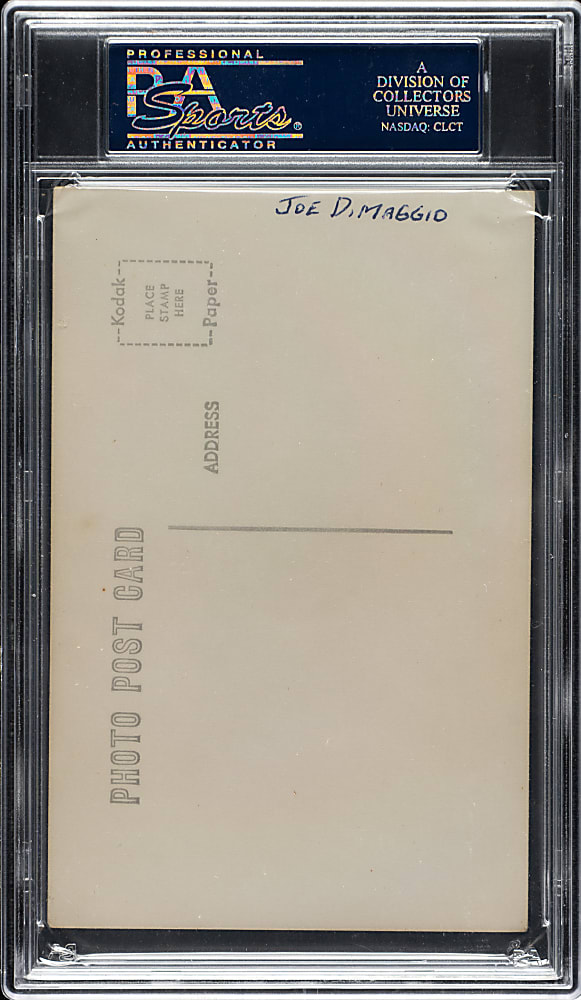 PROFESSIONAL
PSA
Sports®
AUTHENTICATOR
A
DIVISION OF
COLLECTORS
UNIVERSE
NASDAQ: CLCT
JOE DiMAGGIO
--Kodak--
PLACE
STAMP
HERE
--Paper--
ADDRESS
PHOTO POST CARD